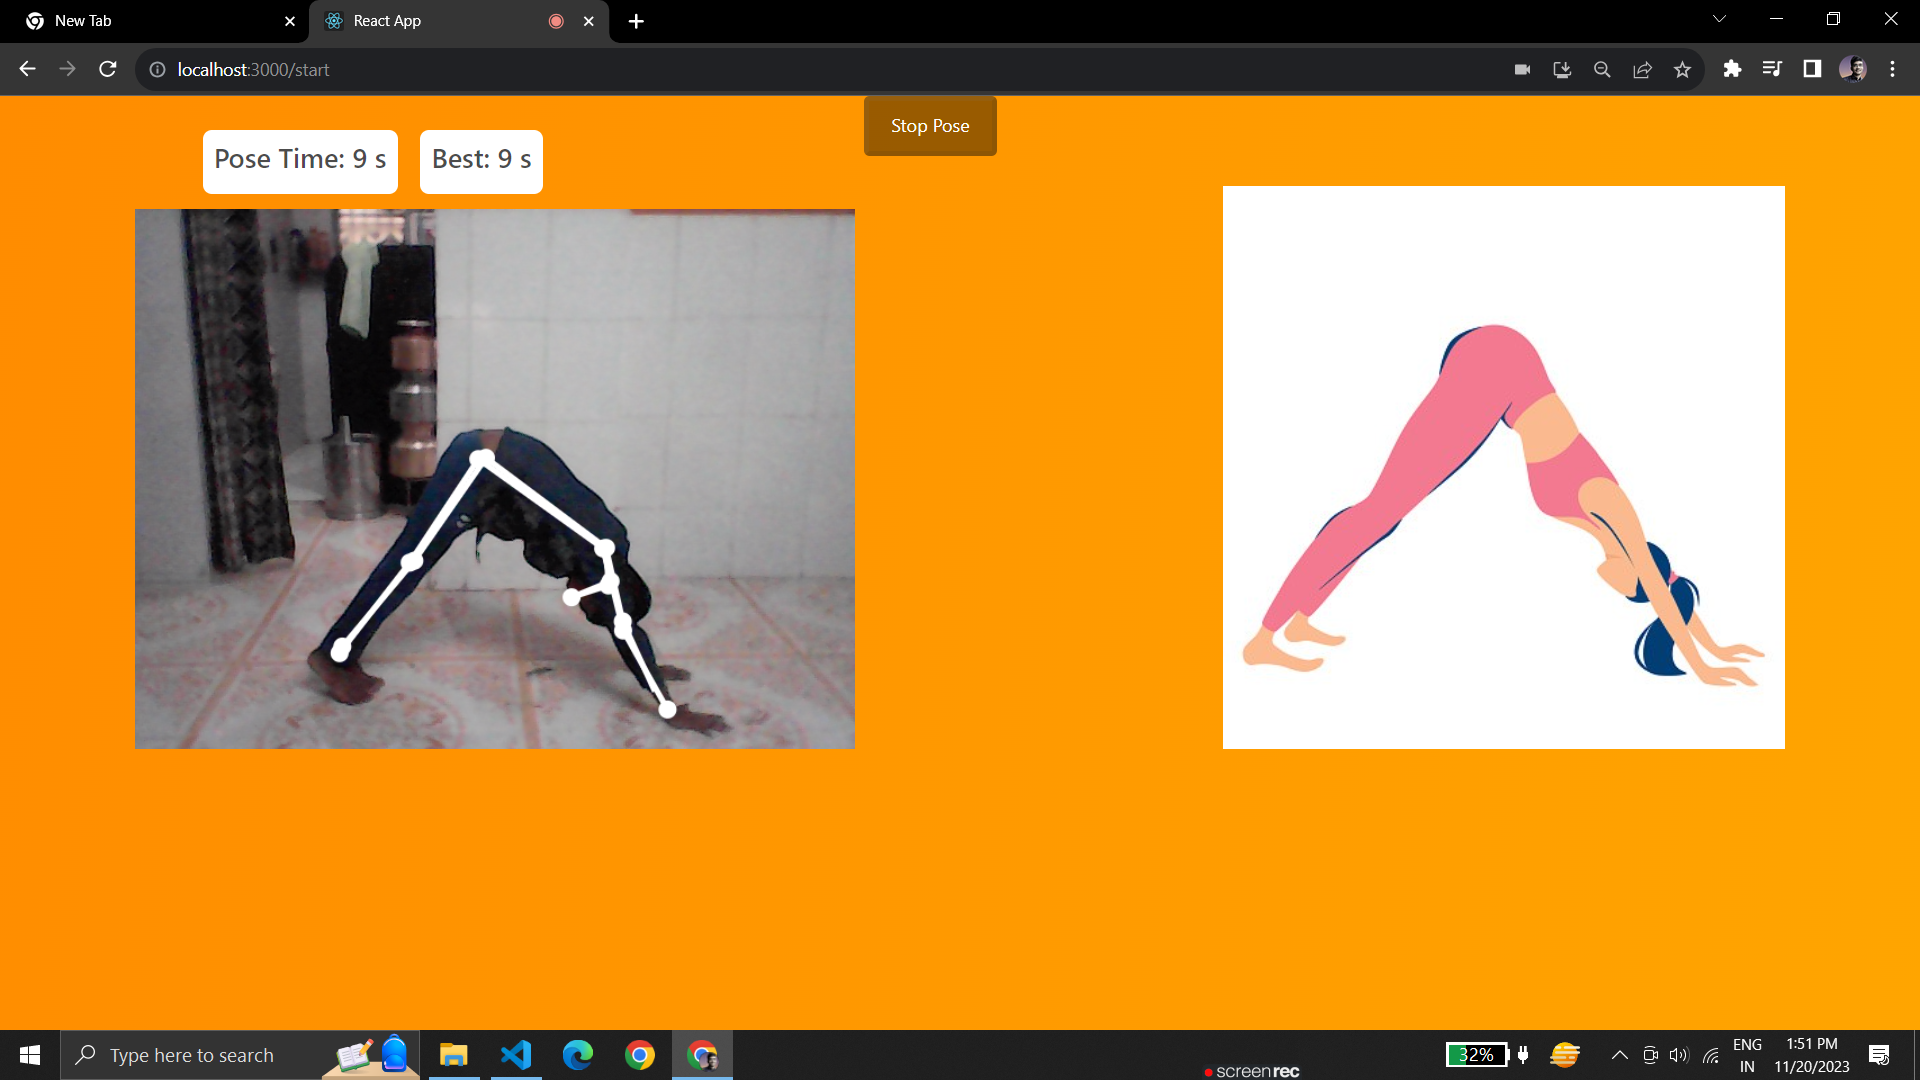 New Tab
React App
localhost:3000/start
Stop Pose
Pose Time: 9 s
Best: 9 s
Type here to search
screenrec
32%
ENG
IN
1:51 PM
11/20/2023